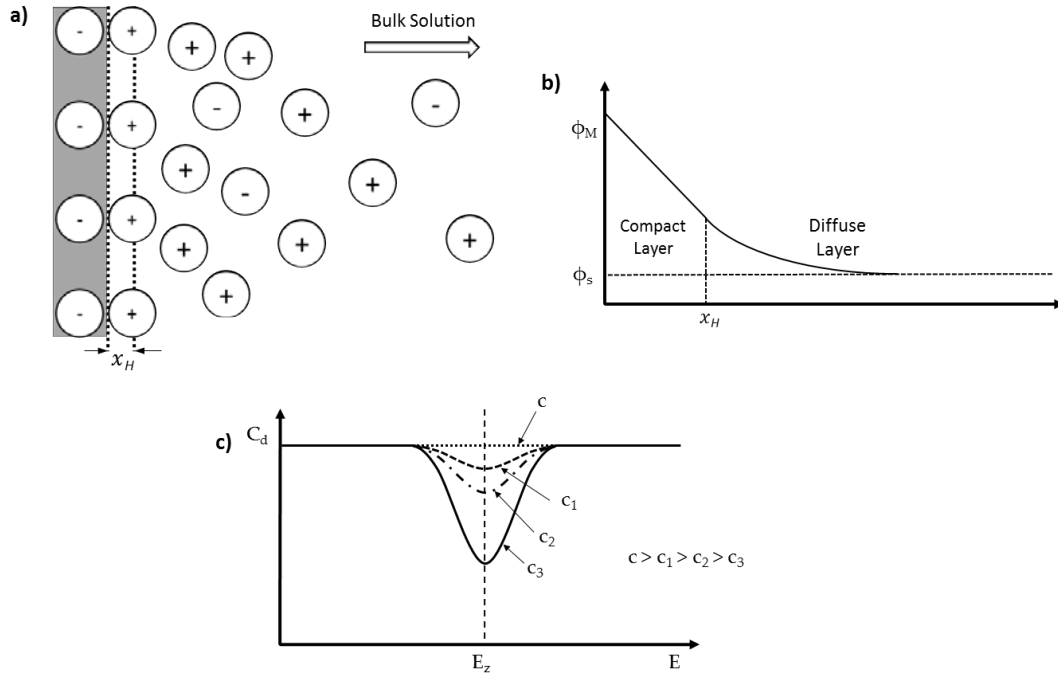 a)
Bulk Solution
- + + +
- + - + -
- + + - +
- + + + +
- + +
x_H
b)
ϕ_M
Compact
Layer
Diffuse
Layer
ϕ_s
x_H
c)
C_d
c
c_1
c_2
c_3
c > c_1 > c_2 > c_3
E_z
E